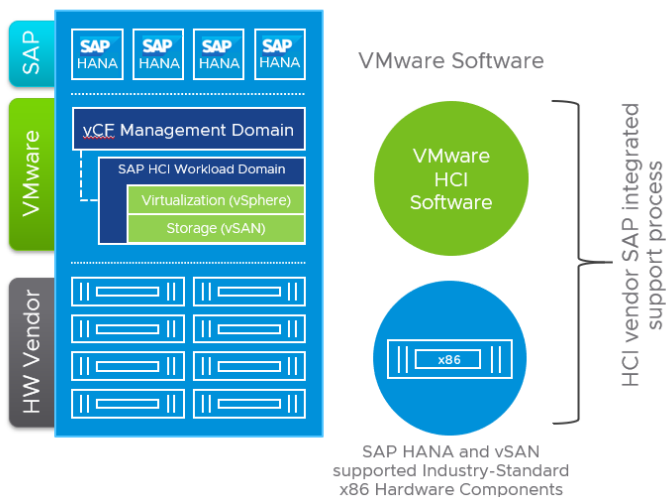 SAP
SAP
HANA
SAP
HANA
SAP
HANA
SAP
HANA
VMware
vCF Management Domain
SAP HCI Workload Domain
Virtualization (vSphere)
Storage (vSAN)
HW Vendor
VMware Software
VMware
HCI
Software
x86
SAP HANA and vSAN
supported Industry-Standard
x86 Hardware Components
HCI vendor SAP integrated
support process